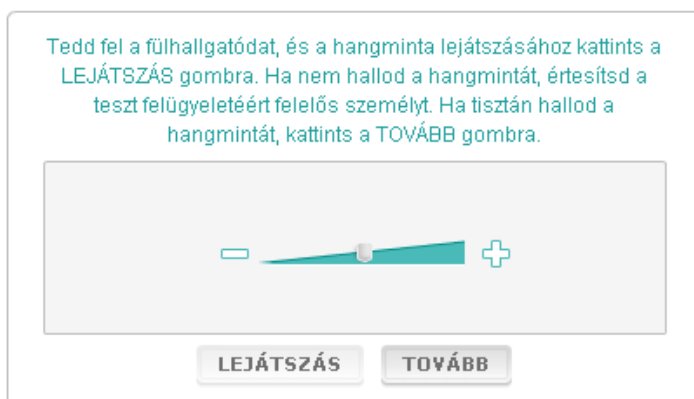 Tedd fel a fülhallgatódat, és a hangminta lejátszásához kattints a
LEJÁTSZÁS gombra. Ha nem hallod a hangmintát, értesítsd a
teszt felügyeletéért felelős személyt. Ha tisztán hallod a
hangmintát, kattints a TOVÁBB gombra.
LEJÁTSZÁS TOVÁBB